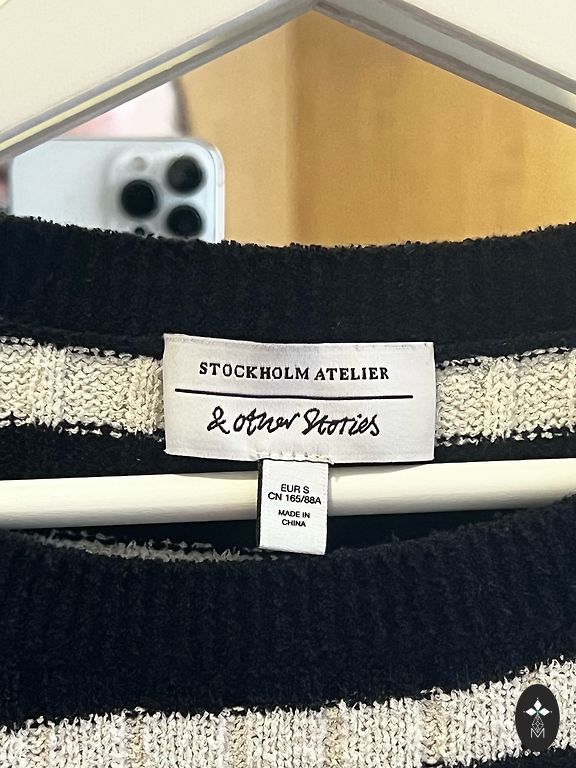 STOCKHOLM ATELIER
& other Stories
EUR S
CN 165/88A
MADE IN
CHINA